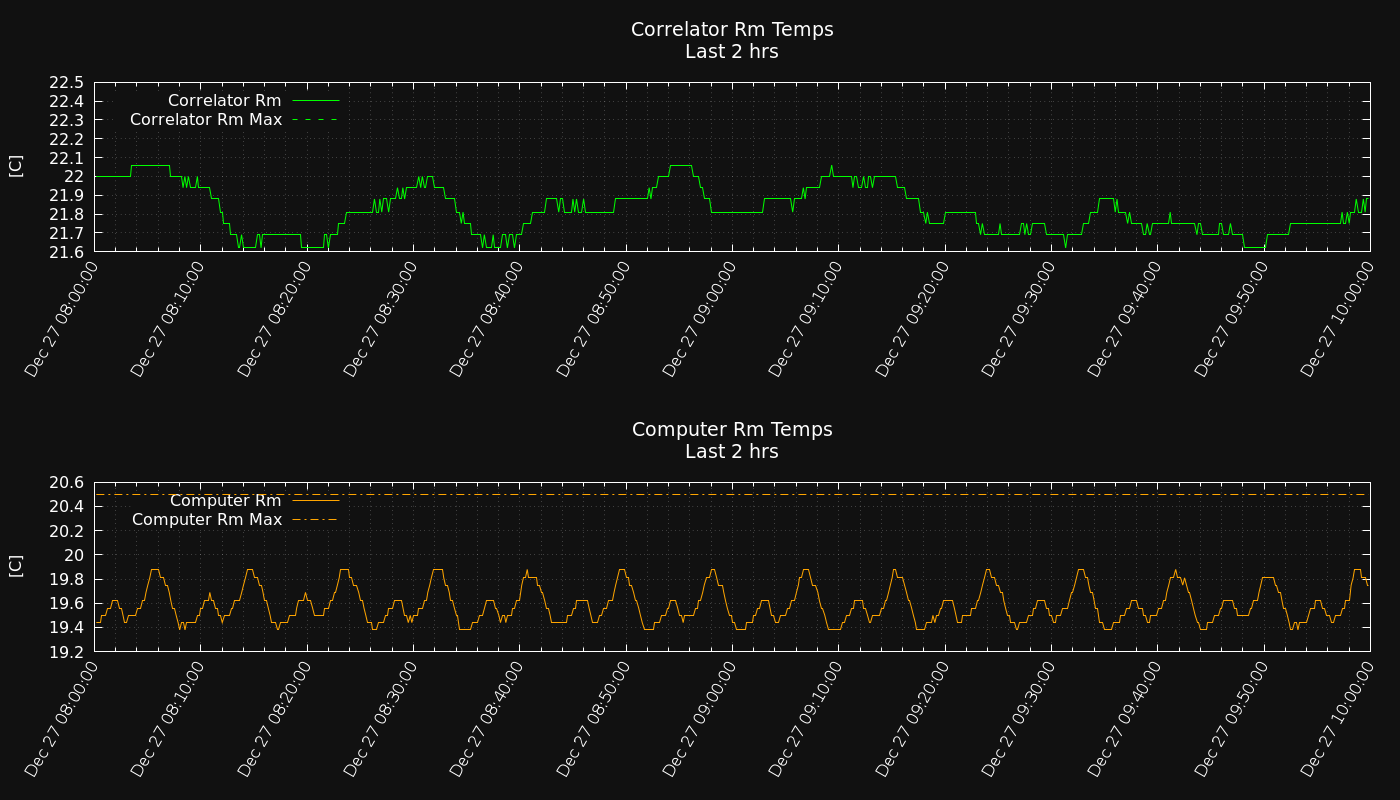 Correlator Rm Temps
Last 2 hrs
[C]
22.5
22.4
22.3
22.2
22.1
22
21.9
21.8
21.7
21.6
Correlator Rm
Correlator Rm Max
Dec 27 08:00:00
Dec 27 08:10:00
Dec 27 08:20:00
Dec 27 08:30:00
Dec 27 08:40:00
Dec 27 08:50:00
Dec 27 09:00:00
Dec 27 09:10:00
Dec 27 09:20:00
Dec 27 09:30:00
Dec 27 09:40:00
Dec 27 09:50:00
Dec 27 10:00:00
Computer Rm Temps
Last 2 hrs
[C]
20.6
20.4
20.2
20
19.8
19.6
19.4
19.2
Computer Rm
Computer Rm Max
Dec 27 08:00:00
Dec 27 08:10:00
Dec 27 08:20:00
Dec 27 08:30:00
Dec 27 08:40:00
Dec 27 08:50:00
Dec 27 09:00:00
Dec 27 09:10:00
Dec 27 09:20:00
Dec 27 09:30:00
Dec 27 09:40:00
Dec 27 09:50:00
Dec 27 10:00:00